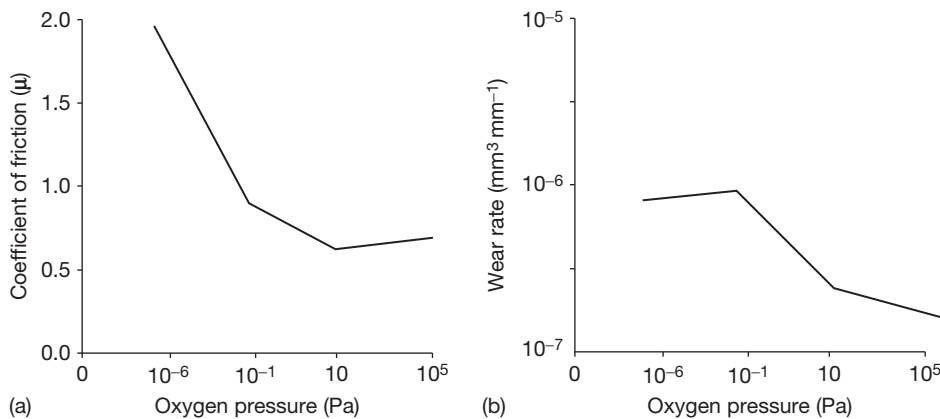 2.0
1.5
1.0
0.5
2.0
Coefficient of friction (μ)
0 10⁻⁶ 10⁻¹ 10 10⁵
(a) Oxygen pressure (Pa)
10⁻⁵
10⁻⁶
10⁻⁷
Wear rate (mm³ mm⁻¹)
0 10⁻⁶ 10⁻¹ 10 10⁵
(b) Oxygen pressure (Pa)